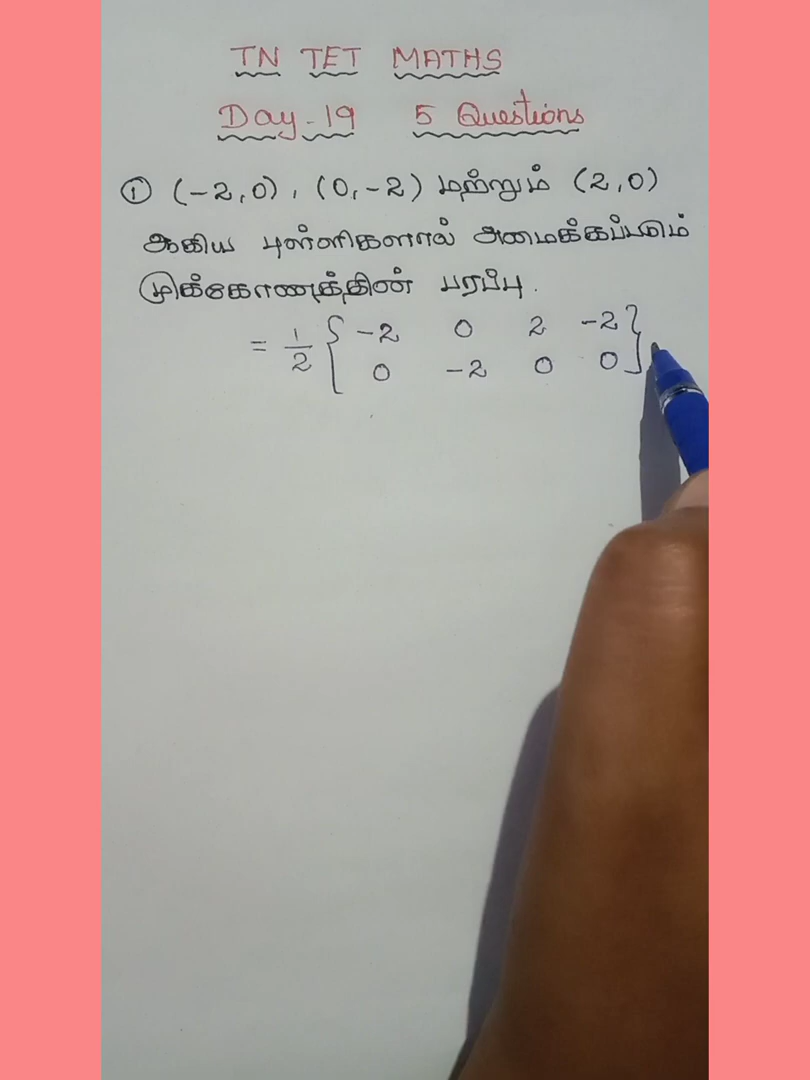 TN TET MATHS
Day-19 5 Questions
① (-2,0), (0,-2) மற்றும் (2,0)
ஆகிய புள்ளிகளால் அமைக்கப்படும்
முக்கோணத்தின் பரப்பு.
= 1/2 { -2 0 2 -2 }
0 -2 0 0